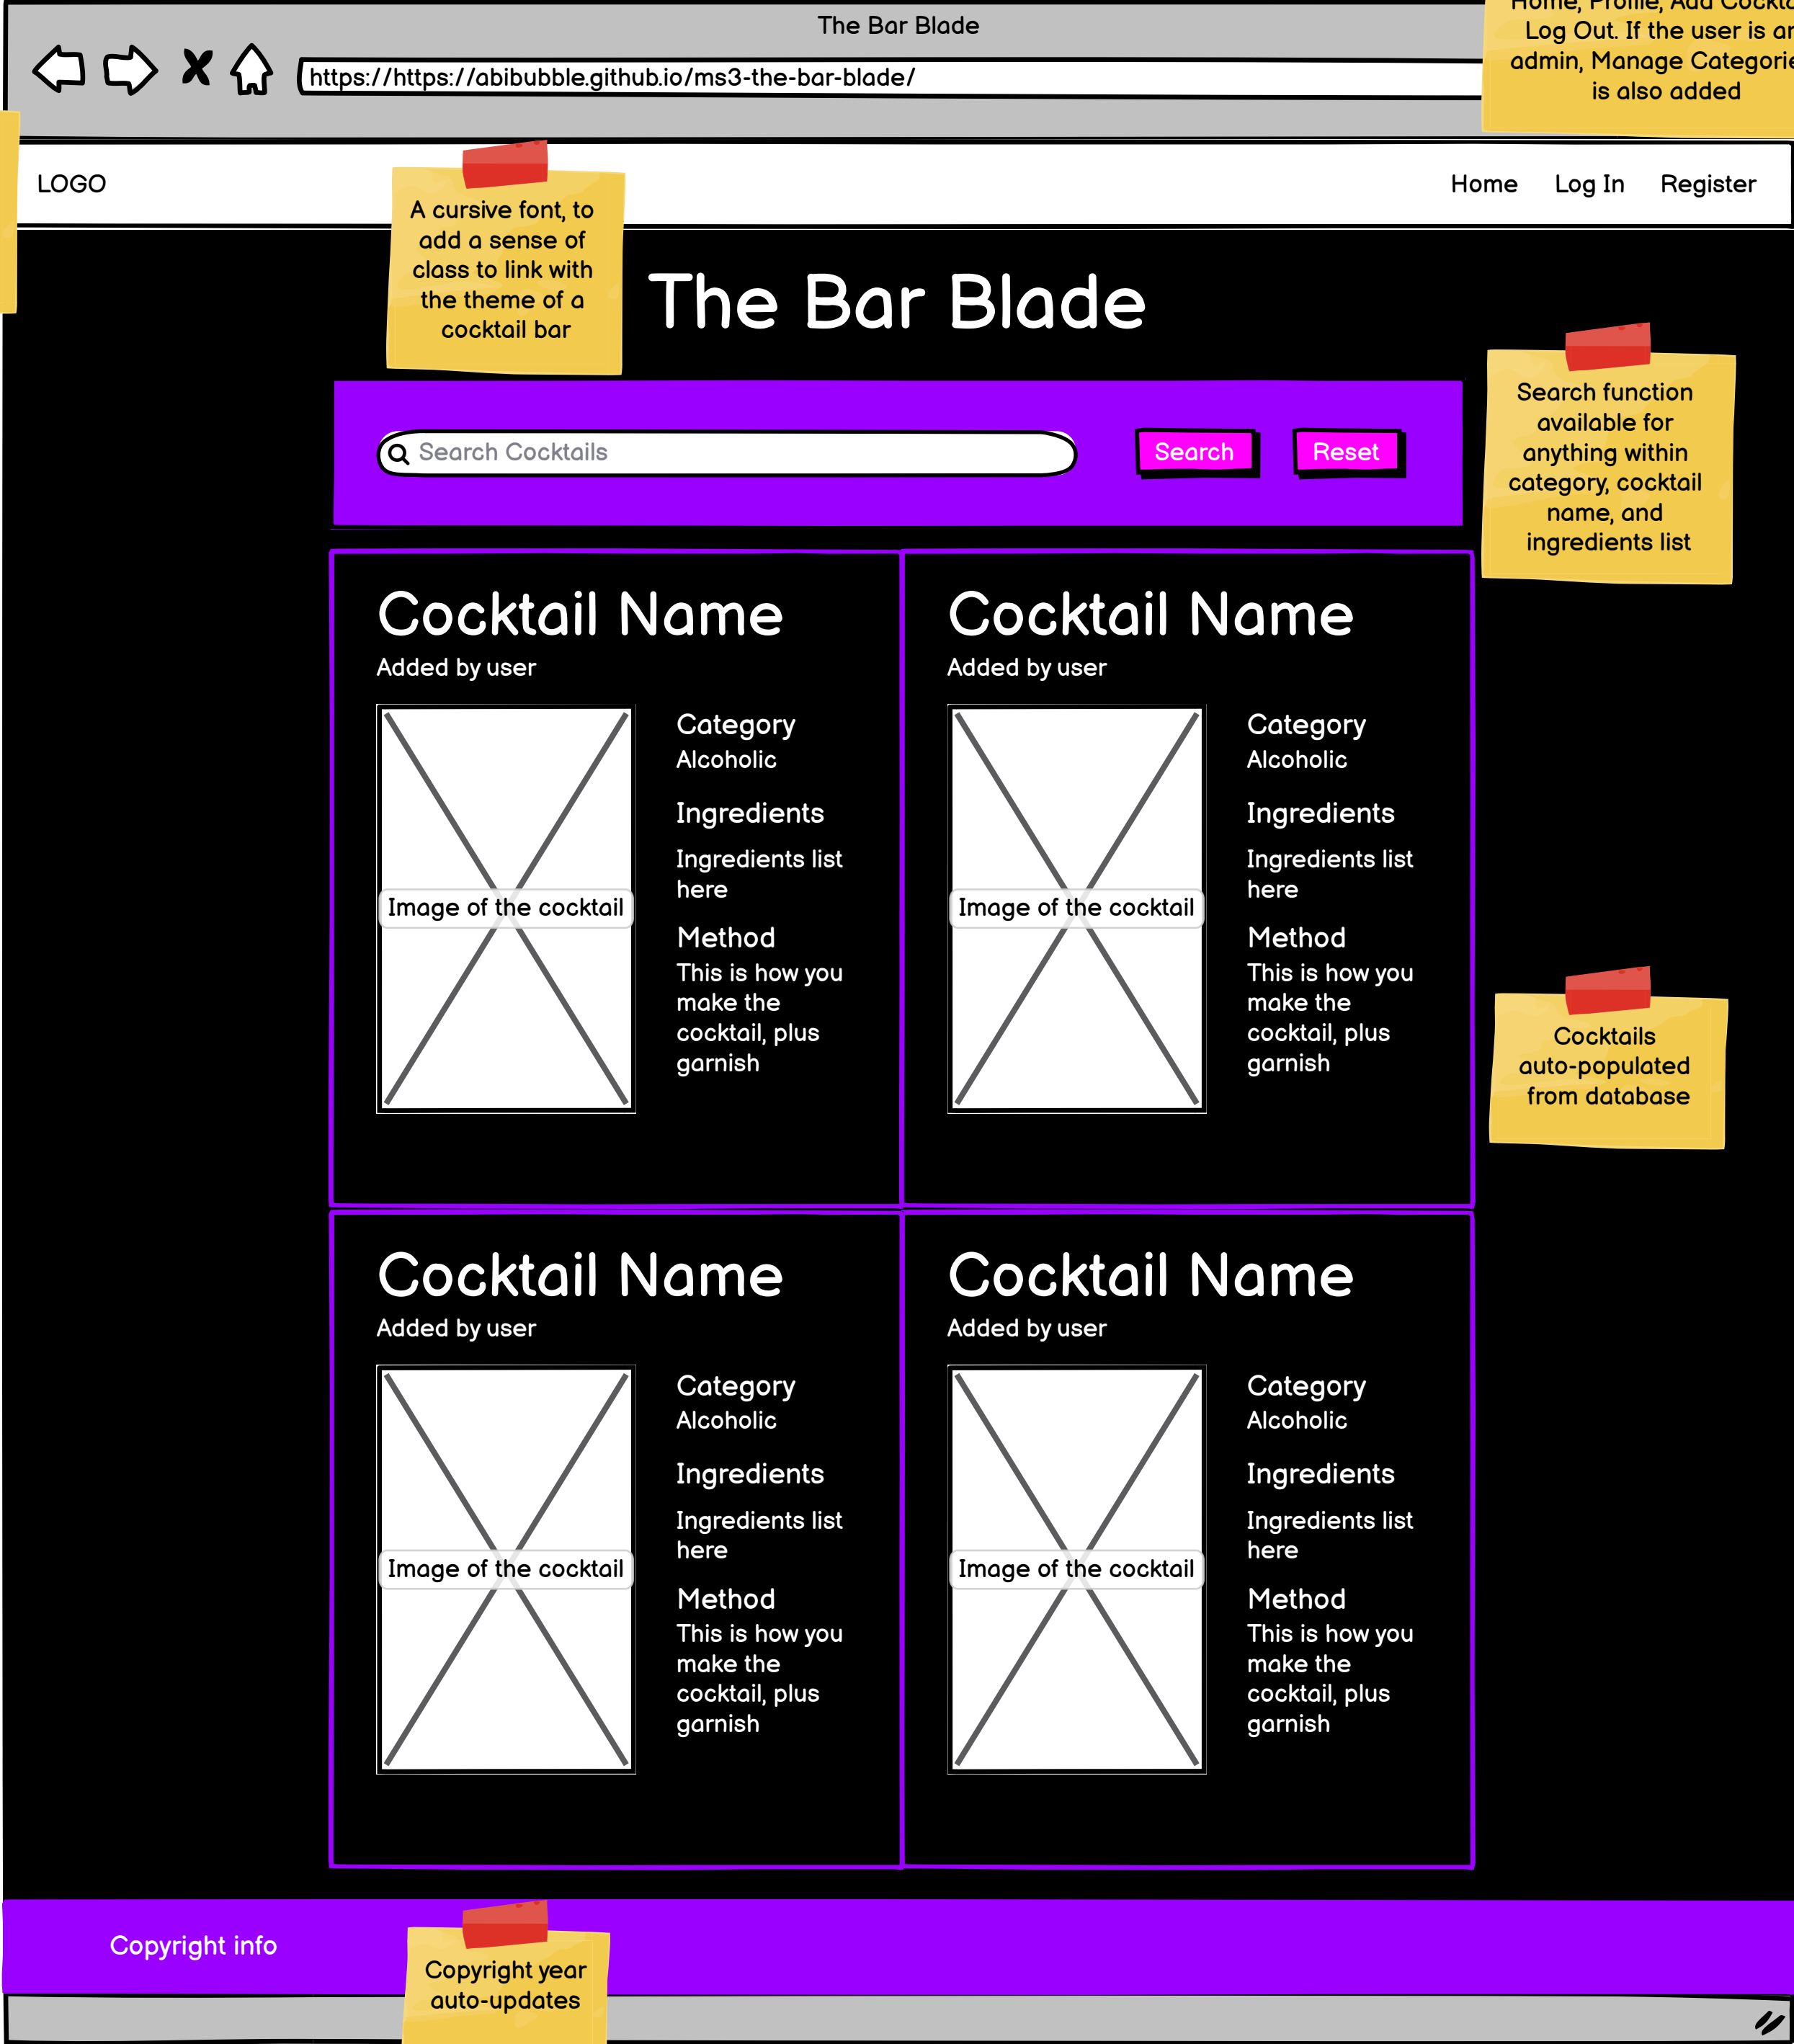 The Bar Blade
https://https://abibubble.github.io/ms3-the-bar-blade/
Home, Profile, Add
Log Out. If the user is
admin, Manage
is also added
LOGO
Home Log In Register
A cursive font, to
add a sense of
class to link with
the theme of a
cocktail bar
The Bar Blade
Search Cocktails
Search Reset
Search function
available for
anything within
category, cocktail
name, and
ingredients list
Cocktail Name
Added by user
Image of the cocktail
Category
Alcoholic
Ingredients
Ingredients list
here
Method
This is how you
make the
cocktail, plus
garnish
Cocktail Name
Added by user
Image of the cocktail
Category
Alcoholic
Ingredients
Ingredients list
here
Method
This is how you
make the
cocktail, plus
garnish
Cocktails
auto-populated
from database
Cocktail Name
Added by user
Image of the cocktail
Category
Alcoholic
Ingredients
Ingredients list
here
Method
This is how you
make the
cocktail, plus
garnish
Cocktail Name
Added by user
Image of the cocktail
Category
Alcoholic
Ingredients
Ingredients list
here
Method
This is how you
make the
cocktail, plus
garnish
Copyright info
Copyright year
auto-updates